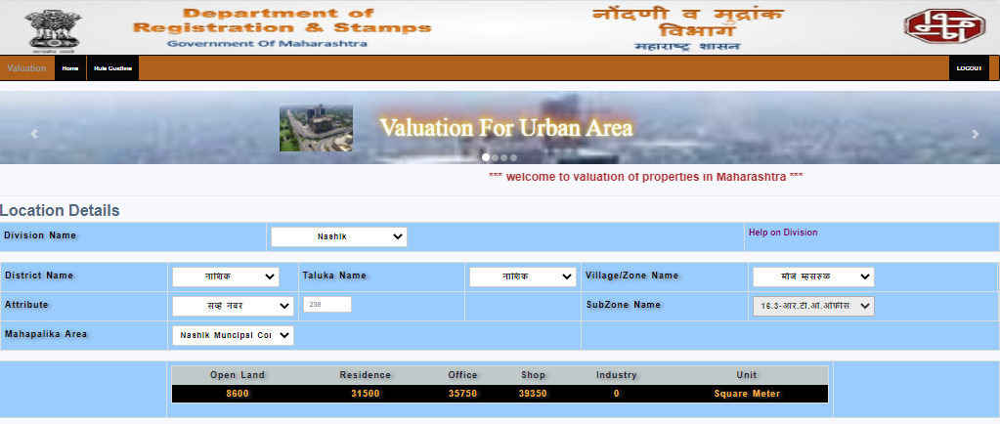 Department of
Registration & Stamps
Government Of Maharashtra
नोंदणी व मुद्रांक
विभाग
महाराष्ट्र शासन
Valuation Home Rule Guidline LOGOUT
Valuation For Urban Area
*** Welcome to valuation of properties in Maharashtra ***
Location Details
Division Name Nashik Help on Division
District Name नाशिक Taluka Name नाशिक Village/Zone Name मौजे म्हसरुळ
Attribute सर्व्हे नंबर 238 SubZone Name 16.3-आर.टी.ओ.ऑफीस
Mahapalika Area Nashik Muncipal Cor
Open Land Residence Office Shop Industry Unit
8600 31500 35750 39350 0 Square Meter